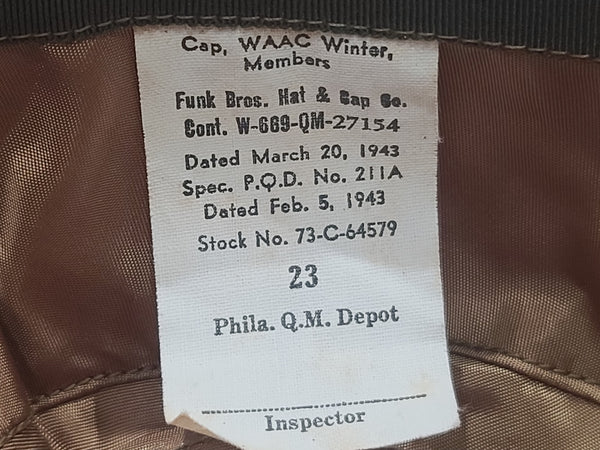 Cap, WAAC Winter,
Members
Funk Bros. Hat & Cap Co.
Cont. W-669-QM-27154
Dated March 20, 1943
Spec. P.Q.D. No. 211A
Dated Feb. 5, 1943
Stock No. 73-C-64579
23
Phila. Q.M. Depot
Inspector